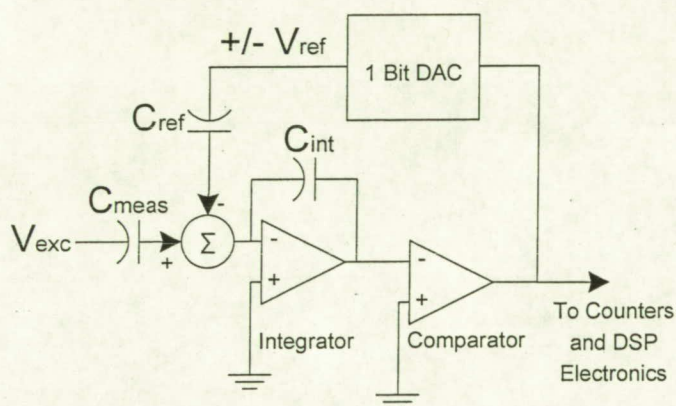 +/- Vref
1 Bit DAC
Cref
Cint
Cmeas
-
Vexc
+
Σ
-
+
-
+
Integrator
Comparator
To Counters
and DSP
Electronics